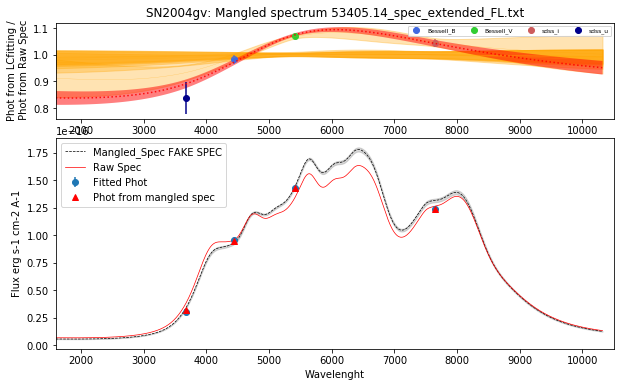 SN2004gv: Mangled spectrum 53405.14_spec_extended_FL.txt
Phot from LCfitting /
Phot from Raw Spec
1.1
1.0
0.9
0.8
Bessell_B Bessell_V sdss_i sdss_u
2000 3000 4000 5000 6000 7000 8000 9000 10000
1e−16
Flux erg s-1 cm-2 A-1
1.75
1.50
1.25
1.00
0.75
0.50
0.25
0.00
Mangled_Spec FAKE SPEC
Raw Spec
Fitted Phot
Phot from mangled spec
2000 3000 4000 5000 6000 7000 8000 9000 10000
Wavelenght